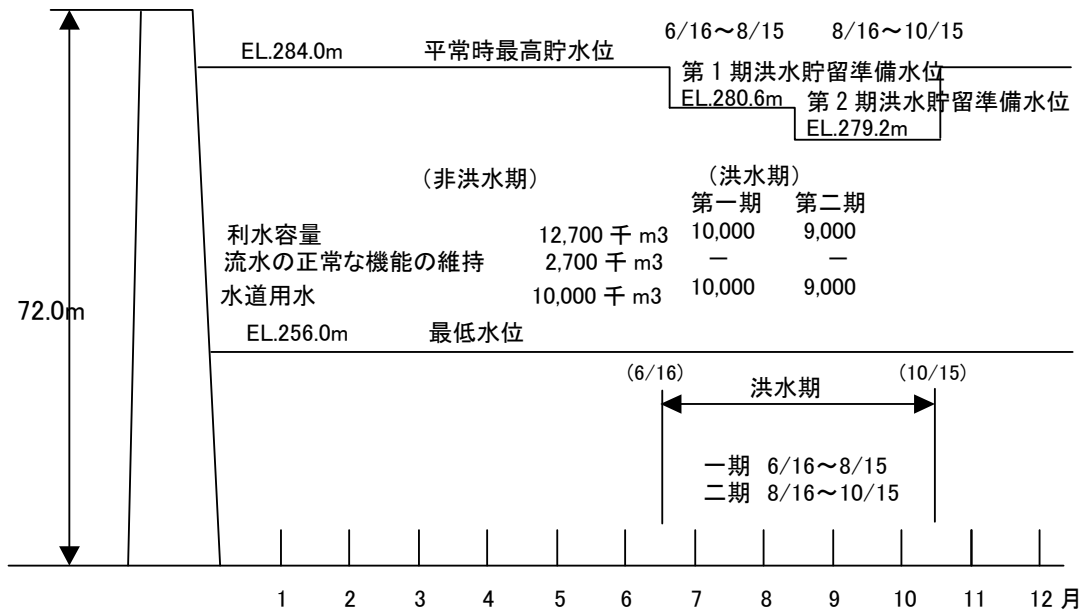 6/16～8/15 8/16～10/15
EL.284.0m 平常時最高貯水位
第1期洪水貯留準備水位
EL.280.6m 第2期洪水貯留準備水位
EL.279.2m
（非洪水期） （洪水期）
第一期 第二期
利水容量 12,700 千 m3 10,000 9,000
流水の正常な機能の維持 2,700 千 m3 － －
水道用水 10,000 千 m3 10,000 9,000
72.0m
EL.256.0m 最低水位
(6/16) (10/15)
洪水期
一期 6/16～8/15
二期 8/16～10/15
1 2 3 4 5 6 7 8 9 10 11 12 月